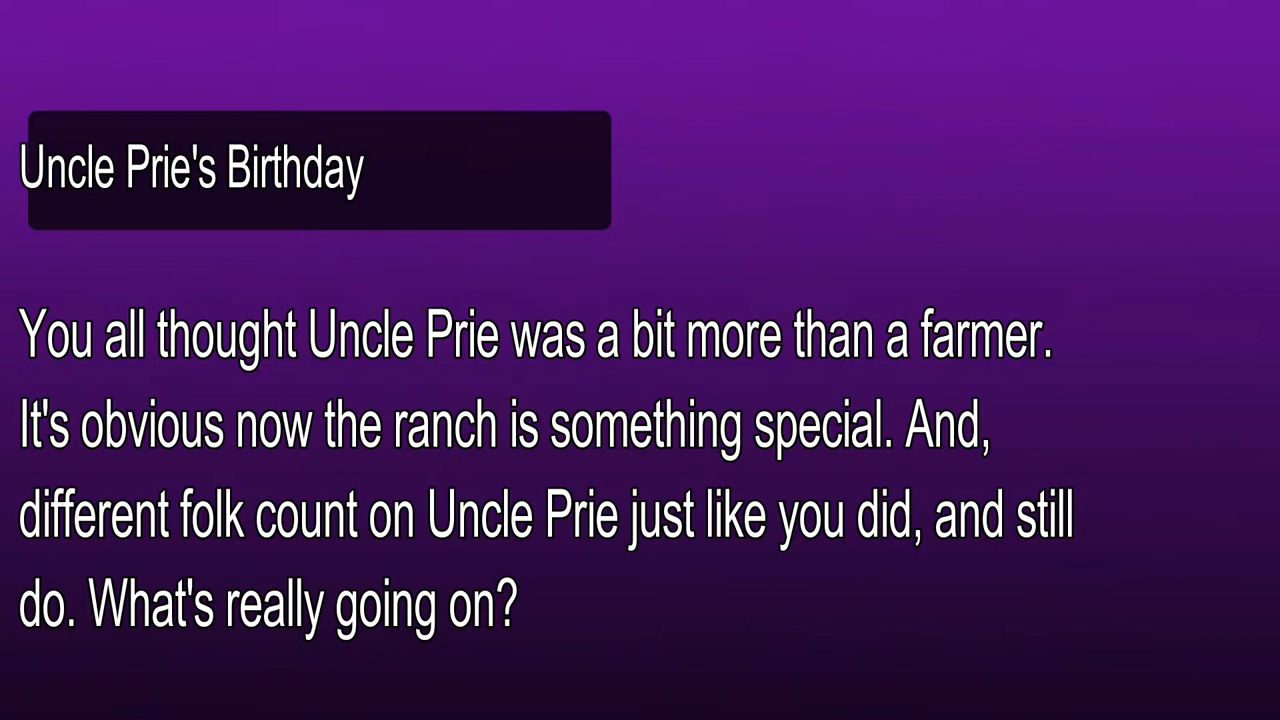 Uncle Prie's Birthday
You all thought Uncle Prie was a bit more than a farmer.
It's obvious now the ranch is something special. And,
different folk count on Uncle Prie just like you did, and still
do. What's really going on?